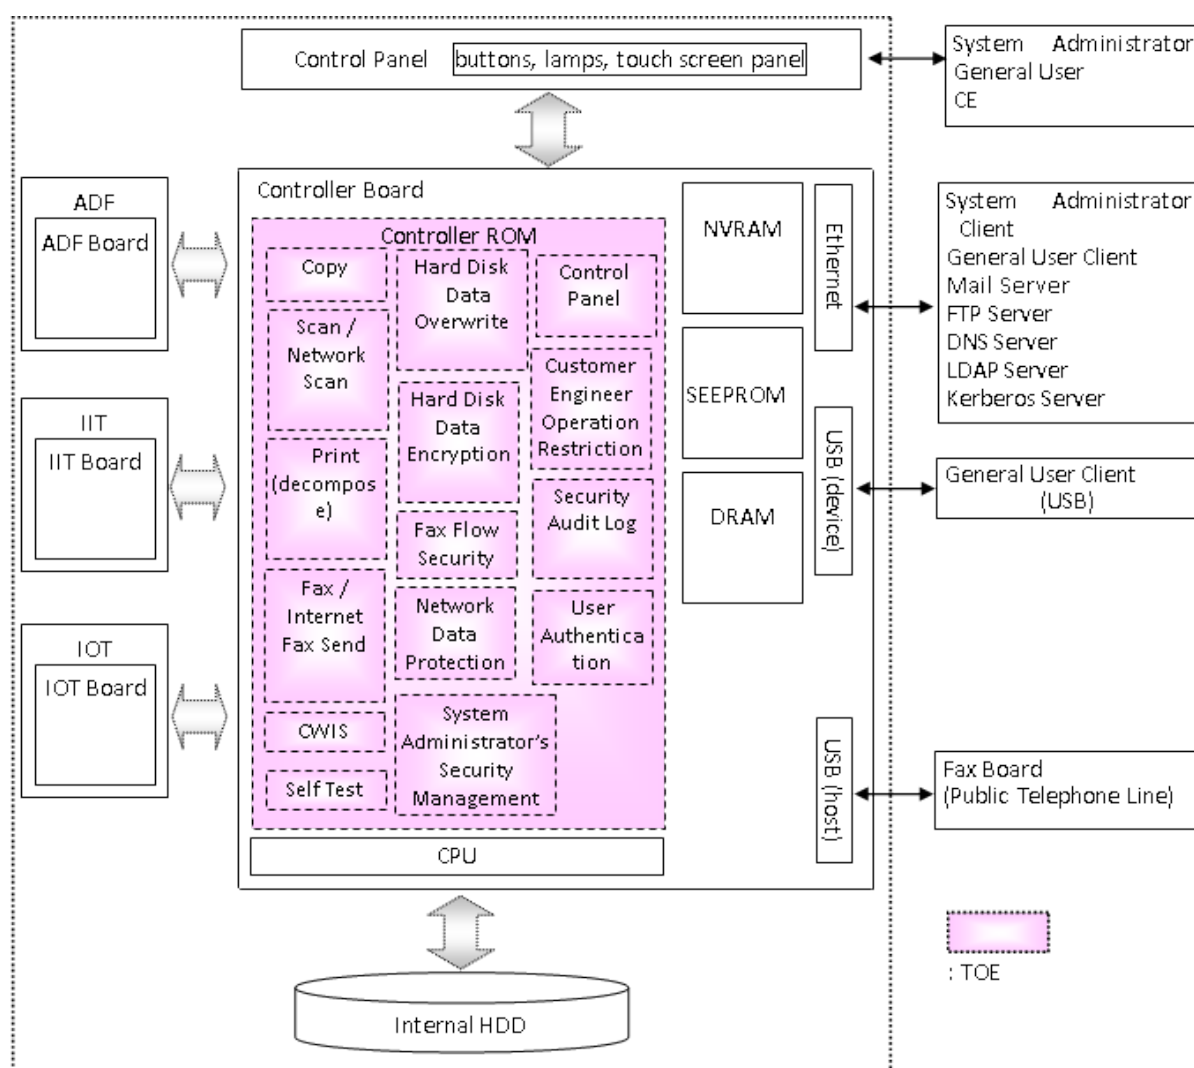 Control Panel buttons, lamps, touch screen panel
System Administrator
General User
CE
ADF
ADF Board
IIT
IIT Board
IOT
IOT Board
Controller Board
Controller ROM
Copy
Scan /
Network
Scan
Print
(decompos
e)
Fax /
Internet
Fax Send
CWIS
Self Test
Hard Disk
Data
Overwrite
Hard Disk
Data
Encryption
Fax Flow
Security
Network
Data
Protection
System
Administrator's
Security
Management
Control
Panel
Customer
Engineer
Operation
Restriction
Security
Audit Log
User
Authentica
tion
CPU
NVRAM
SEEPROM
DRAM
Ethernet
USB (device)
USB (host)
System Administrator
Client
General User Client
Mail Server
FTP Server
DNS Server
LDAP Server
Kerberos Server
General User Client
(USB)
Fax Board
(Public Telephone Line)
: TOE
Internal HDD